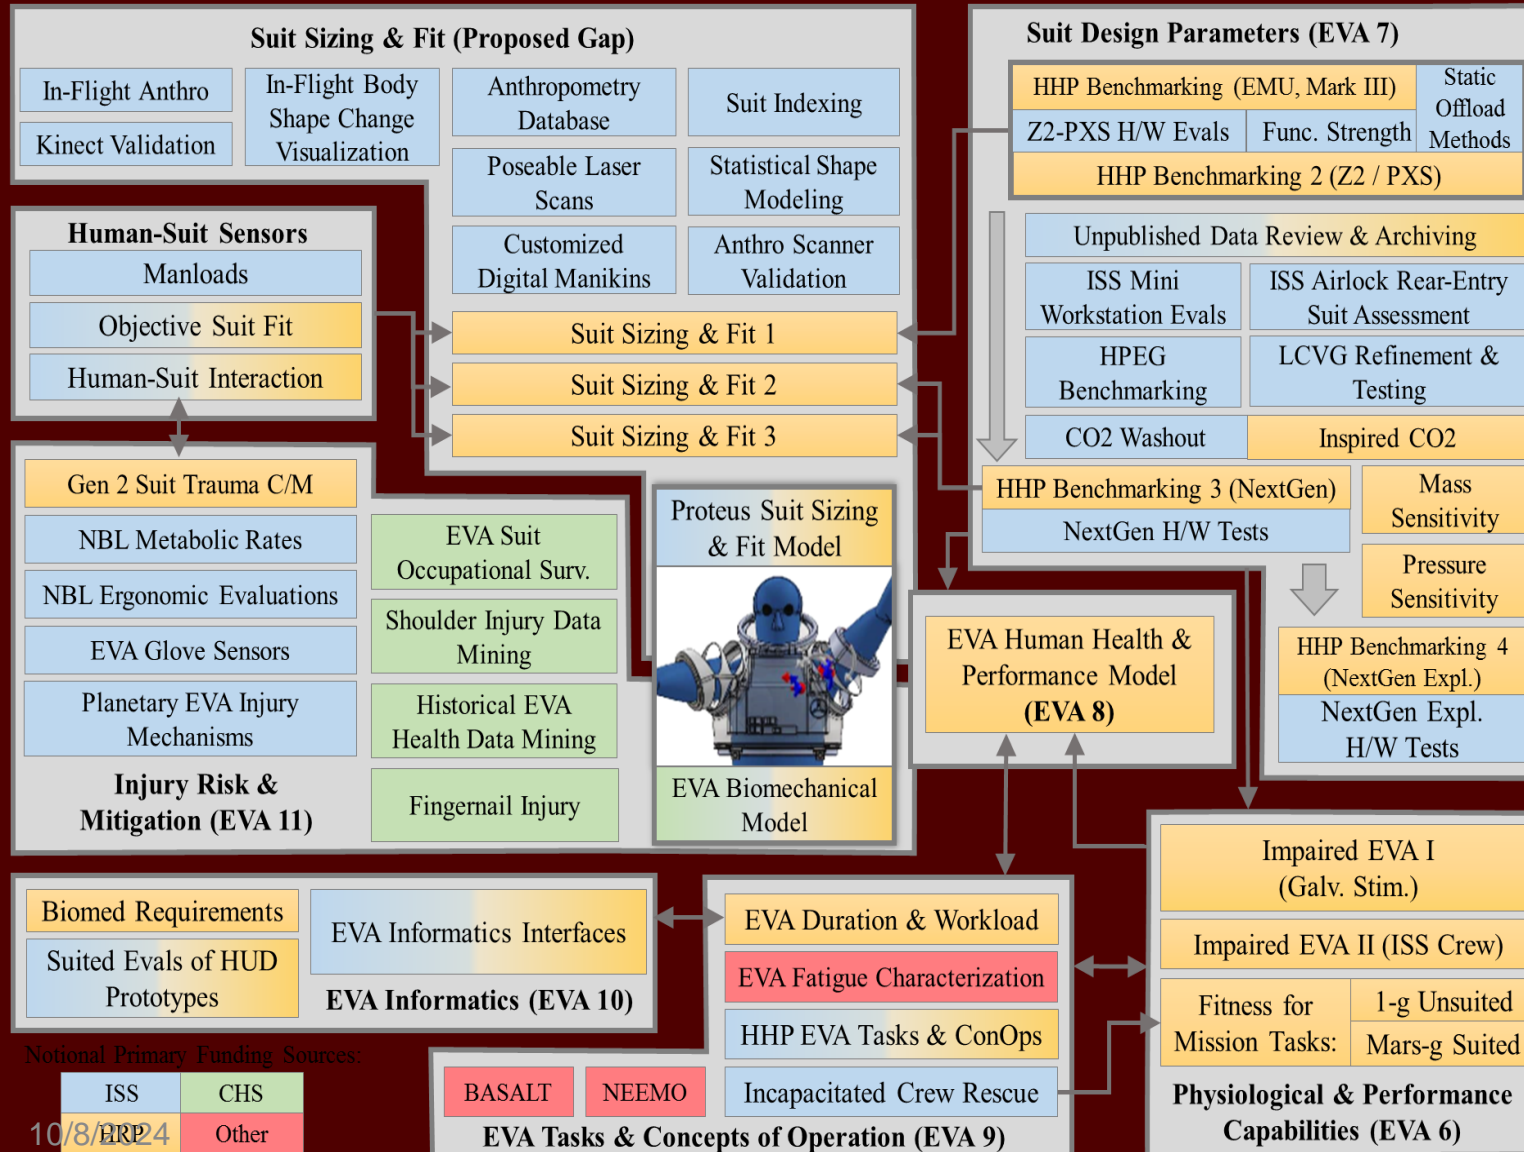 Suit Sizing & Fit (Proposed Gap)
In-Flight Anthro
Kinect Validation
In-Flight Body
Shape Change
Visualization
Anthropometry
Database
Suit Indexing
Poseable Laser
Scans
Statistical Shape
Modeling
Customized
Digital Manikins
Anthro Scanner
Validation
Suit Sizing & Fit 1
Suit Sizing & Fit 2
Suit Sizing & Fit 3
Suit Design Parameters (EVA 7)
HHP Benchmarking (EMU, Mark III)
Static
Offload
Methods
Z2-PXS H/W Evals
Func. Strength
HHP Benchmarking 2 (Z2 / PXS)
Unpublished Data Review & Archiving
ISS Mini
Workstation Evals
ISS Airlock Rear-Entry
Suit Assessment
HPEG
Benchmarking
LCVG Refinement &
Testing
CO2 Washout
Inspired CO2
HHP Benchmarking 3 (NextGen)
NextGen H/W Tests
Mass
Sensitivity
Pressure
Sensitivity
HHP Benchmarking 4
(NextGen Expl.)
NextGen Expl.
H/W Tests
Human-Suit Sensors
Manloads
Objective Suit Fit
Human-Suit Interaction
Gen 2 Suit Trauma C/M
NBL Metabolic Rates
NBL Ergonomic Evaluations
EVA Glove Sensors
Planetary EVA Injury
Mechanisms
Injury Risk &
Mitigation (EVA 11)
EVA Suit
Occupational Surv.
Shoulder Injury Data
Mining
Historical EVA
Health Data Mining
Fingernail Injury
Proteus Suit Sizing
& Fit Model
EVA Biomechanical
Model
EVA Human Health &
Performance Model
(EVA 8)
Biomed Requirements
Suited Evals of HUD
Prototypes
EVA Informatics Interfaces
EVA Informatics (EVA 10)
EVA Duration & Workload
EVA Fatigue Characterization
HHP EVA Tasks & ConOps
Incapacitated Crew Rescue
BASALT
NEEMO
EVA Tasks & Concepts of Operation (EVA 9)
Impaired EVA I
(Galv. Stim.)
Impaired EVA II (ISS Crew)
Fitness for
Mission Tasks:
1-g Unsuited
Mars-g Suited
Physiological & Performance
Capabilities (EVA 6)
Notional Primary Funding Sources:
ISS
CHS
HRP
Other
10/8/2024